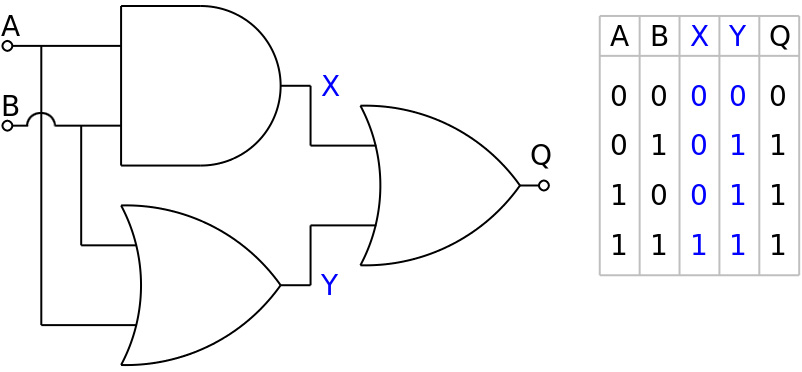 A
B
X
Y
Q
A B X Y Q
0 0 0 0 0
0 1 0 1 1
1 0 0 1 1
1 1 1 1 1